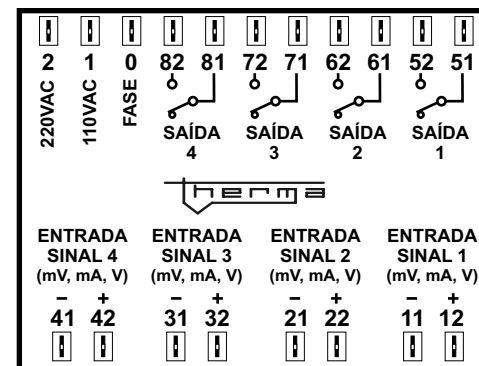 2 1 0 82 81 72 71 62 61 52 51
220VAC
110VAC
FASE
SAÍDA
4
SAÍDA
3
SAÍDA
2
SAÍDA
1
therma
ENTRADA
SINAL 4
(mV, mA, V)
ENTRADA
SINAL 3
(mV, mA, V)
ENTRADA
SINAL 2
(mV, mA, V)
ENTRADA
SINAL 1
(mV, mA, V)
– + – + – + – +
41 42 31 32 21 22 11 12